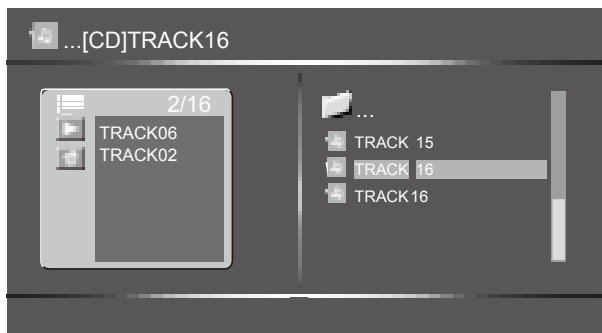 ...[CD]TRACK16
2/16
TRACK06
TRACK02
...
TRACK 15
TRACK 16
TRACK16